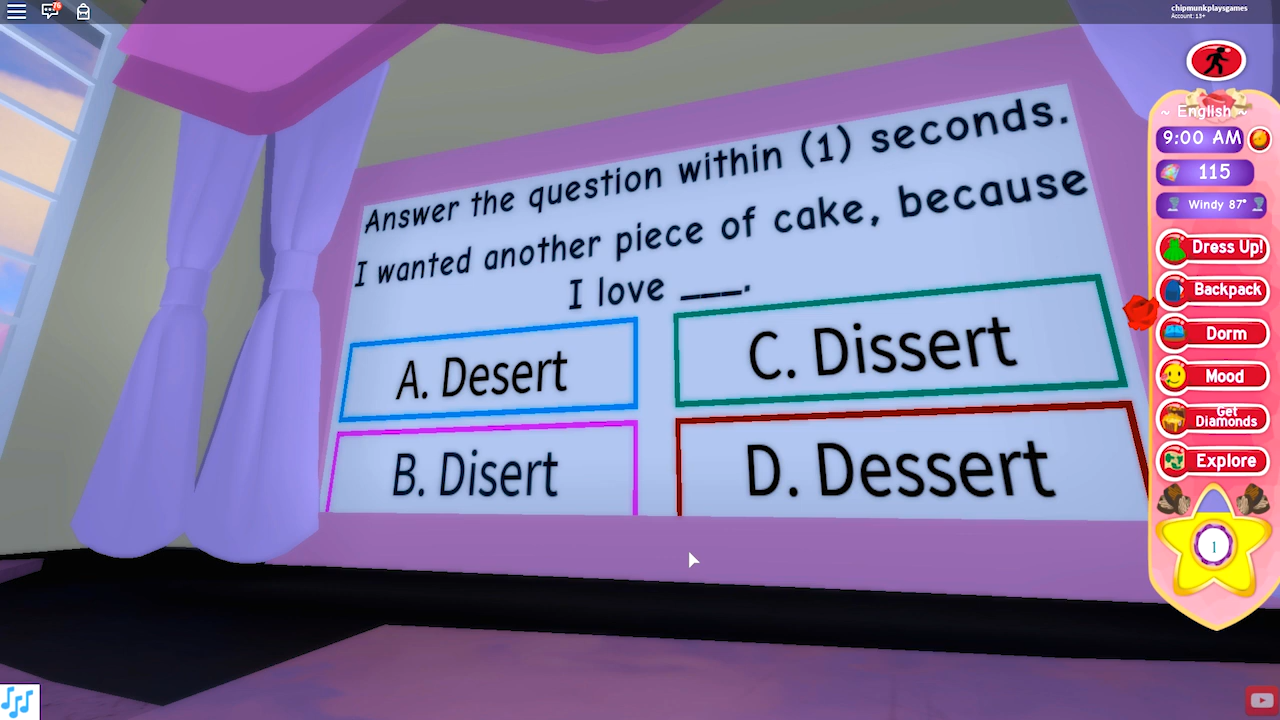 76
chipmunkplaysgames
Account: 13+
Answer the question within (1) seconds.
I wanted another piece of cake, because
I love ___.
A. Desert
C. Dissert
B. Disert
D. Dessert
~ English ~
9:00 AM
115
Windy 87°
Dress Up!
Backpack
Dorm
Mood
Get
Diamonds
Explore
1